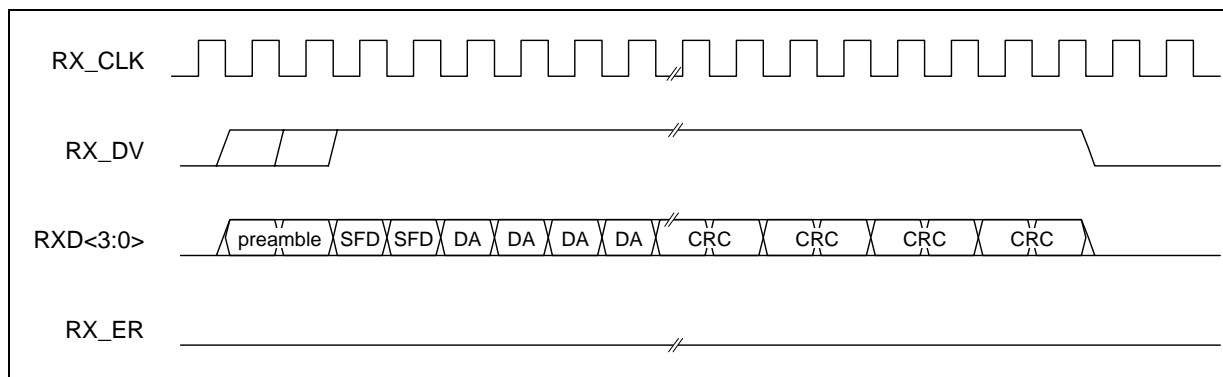 RX_CLK
RX_DV
RXD<3:0> preamble SFD SFD DA DA DA DA CRC CRC CRC CRC
RX_ER